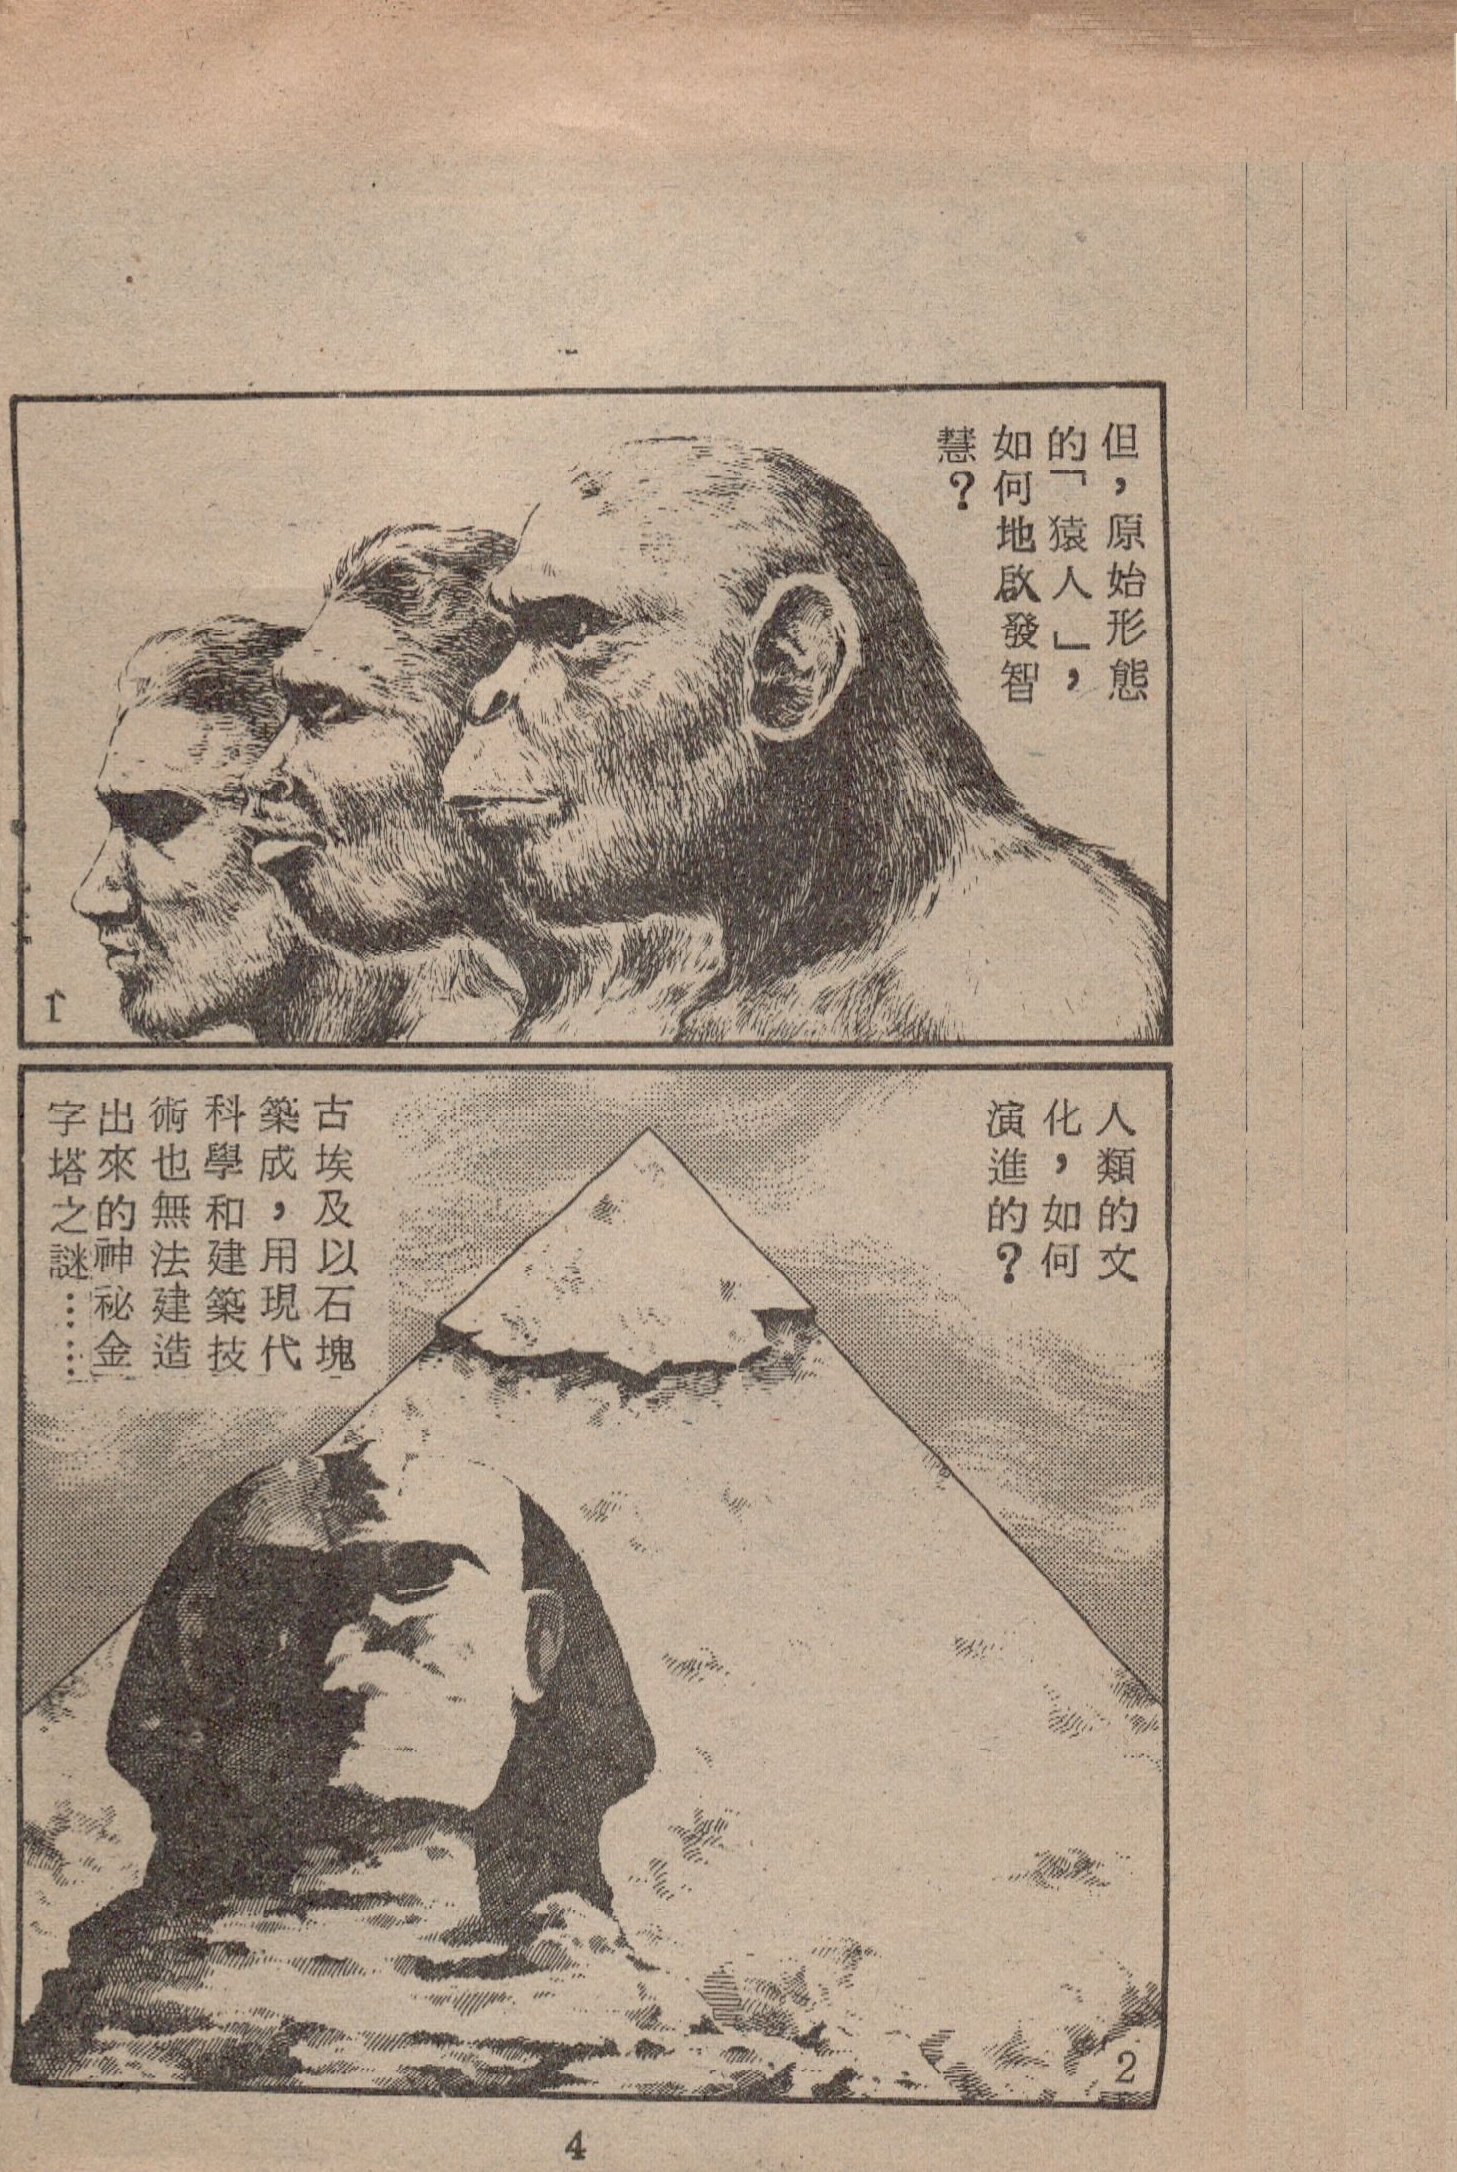 但，原始形態
的「猿人」，
如何地啟發智
慧？
1
人類的文
化，如何
演進的？
古埃及以石塊
築成，用現代
科學和建築技
術也無法建造
出來的神祕金
字塔之謎……
2
4